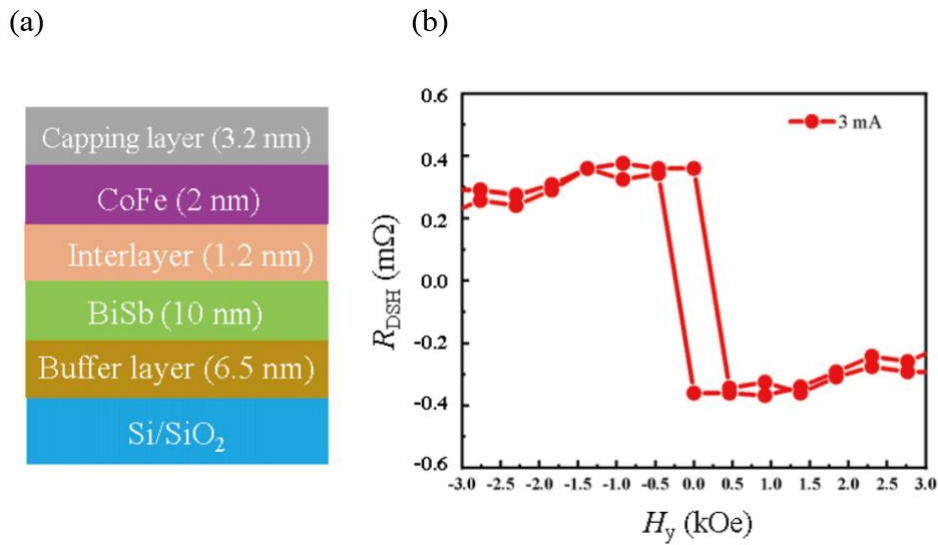 (a)
Capping layer (3.2 nm)
CoFe (2 nm)
Interlayer (1.2 nm)
BiSb (10 nm)
Buffer layer (6.5 nm)
Si/SiO₂
(b)
0.6
0.4
0.2
0.0
-0.2
-0.4
-0.6
R_DSH (mΩ)
3 mA
-3.0 -2.5 -2.0 -1.5 -1.0 -0.5 0.0 0.5 1.0 1.5 2.0 2.5 3.0
H_y (kOe)